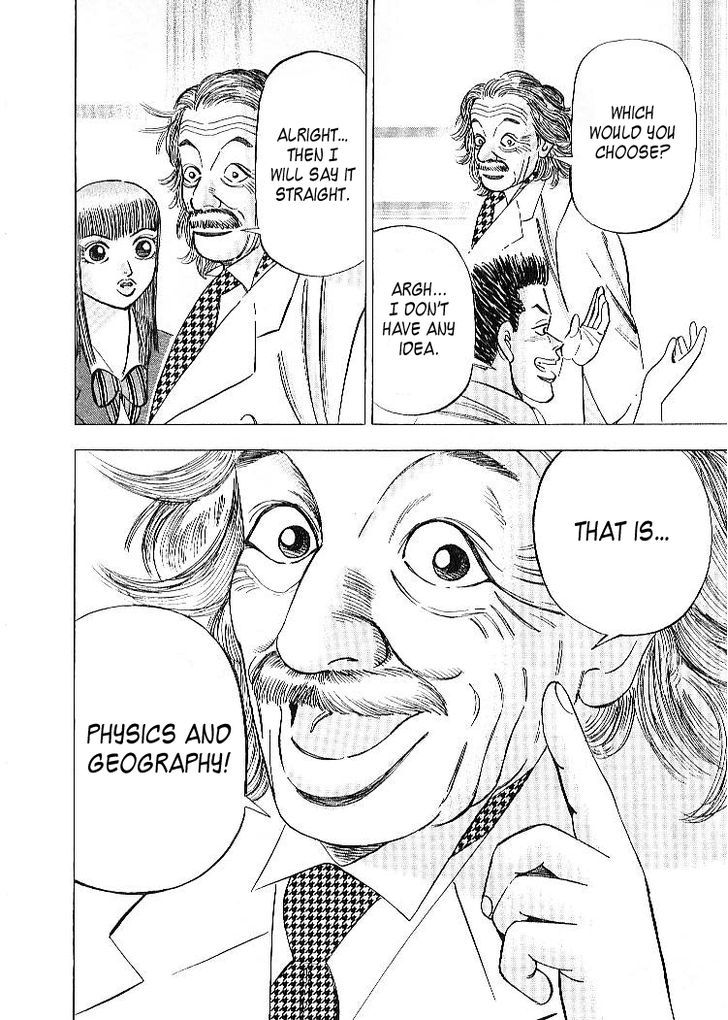 WHICH
WOULD YOU
CHOOSE?
ARGH...
I DON'T
HAVE ANY
IDEA.
ALRIGHT...
THEN I
WILL SAY IT
STRAIGHT.
THAT IS...
PHYSICS AND
GEOGRAPHY!